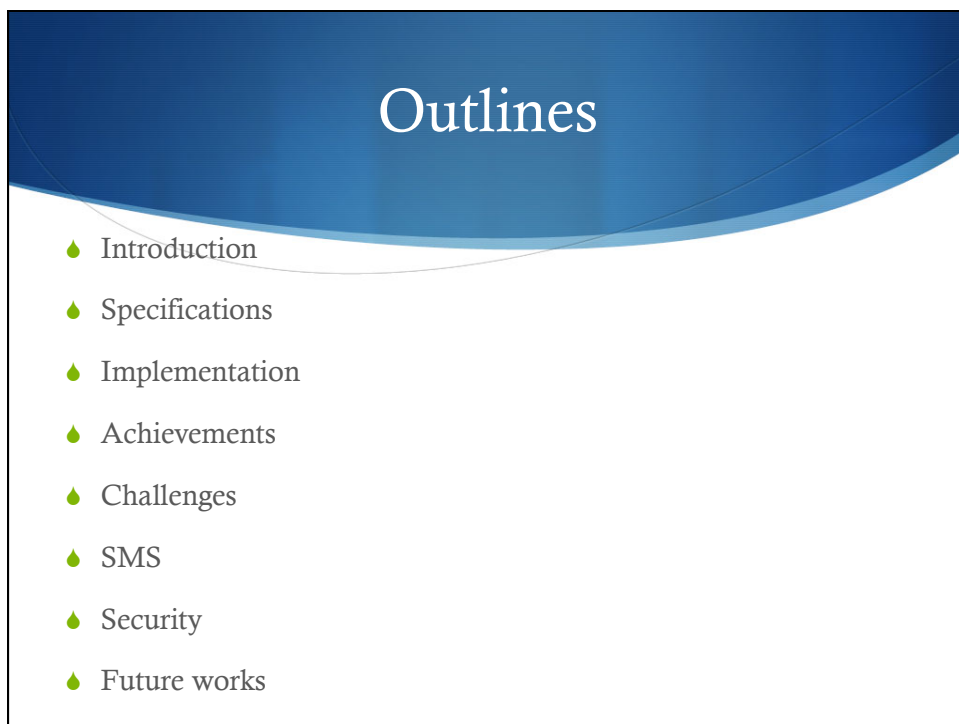 Outlines
Introduction
Specifications
Implementation
Achievements
Challenges
SMS
Security
Future works